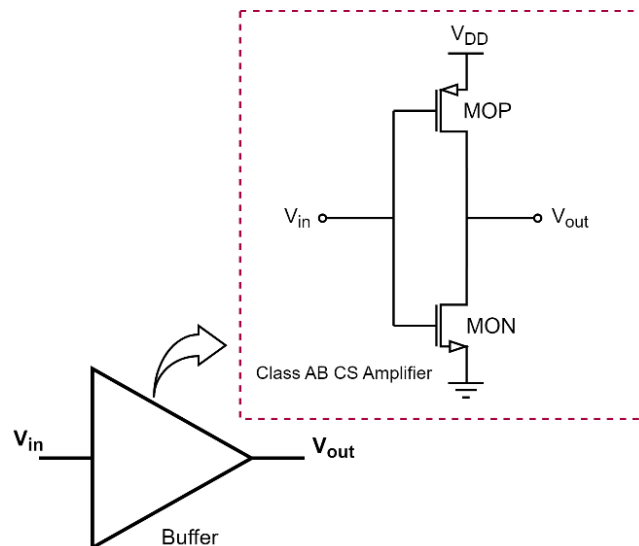 VDD
MOP
Vin
Vout
MON
Class AB CS Amplifier
Vin
Vout
Buffer